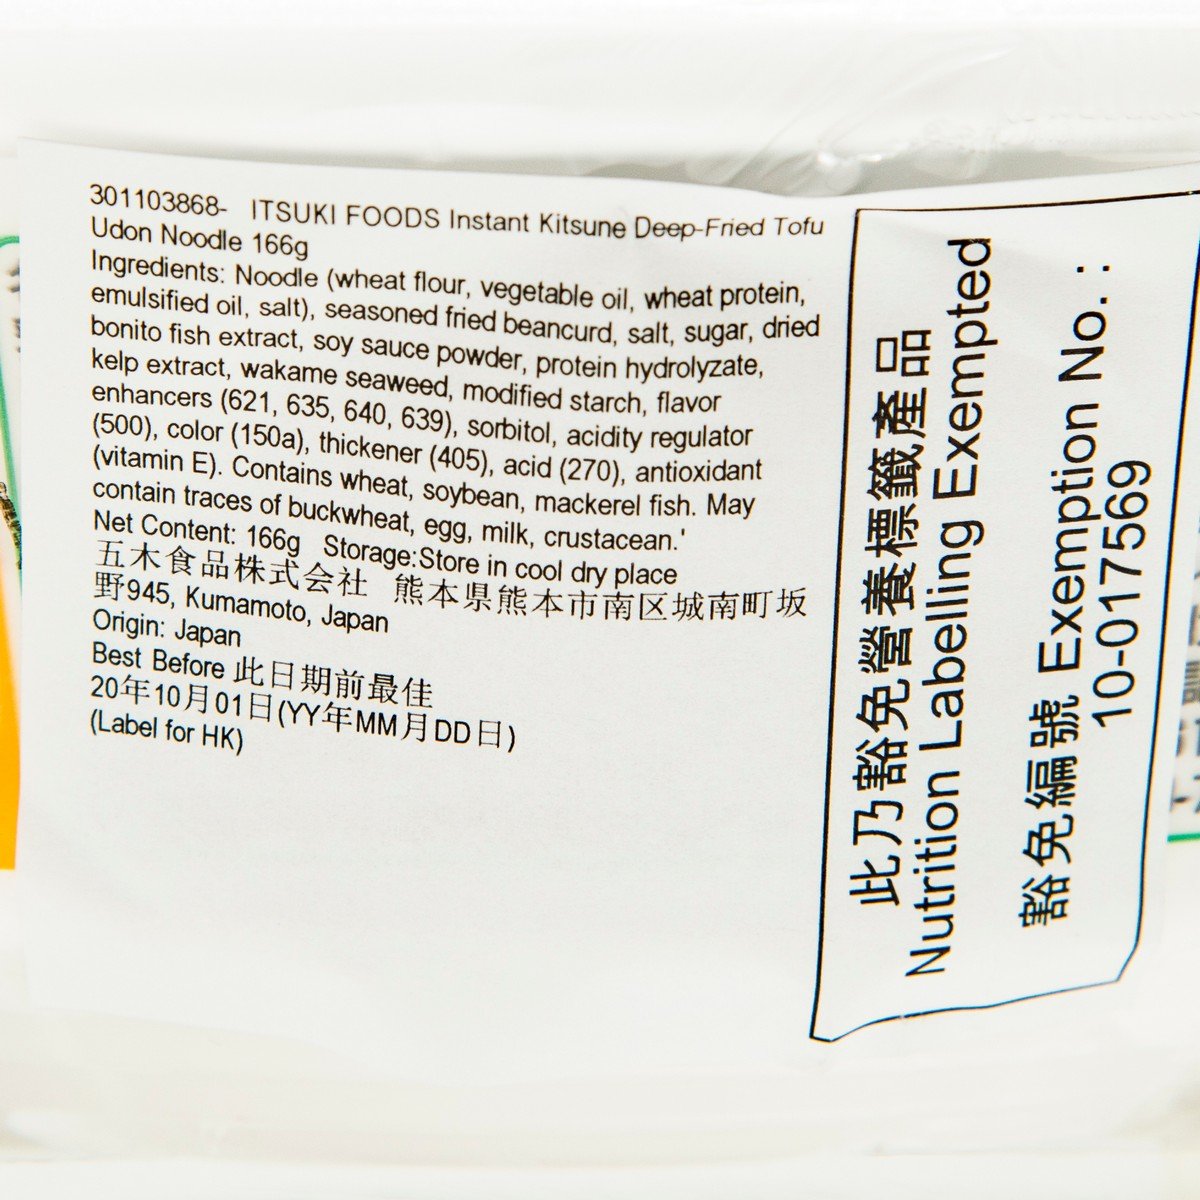 301103868- ITSUKI FOODS Instant Kitsune Deep-Fried Tofu
Udon Noodle 166g
Ingredients: Noodle (wheat flour, vegetable oil, wheat protein,
emulsified oil, salt), seasoned fried beancurd, salt, sugar, dried
bonito fish extract, soy sauce powder, protein hydrolyzate,
kelp extract, wakame seaweed, modified starch, flavor
enhancers (621, 635, 640, 639), sorbitol, acidity regulator
(500), color (150a), thickener (405), acid (270), antioxidant
(vitamin E). Contains wheat, soybean, mackerel fish. May
contain traces of buckwheat, egg, milk, crustacean.'
Net Content: 166g Storage:Store in cool dry place
五木食品株式会社 熊本県熊本市南区城南町坂
野945, Kumamoto, Japan
Origin: Japan
Best Before 此日期前最佳
20年10月01日(YY年MM月DD日)
(Label for HK)
此乃豁免營養標籤產品
Nutrition Labelling Exempted
豁免編號 Exemption No. :
10-017569